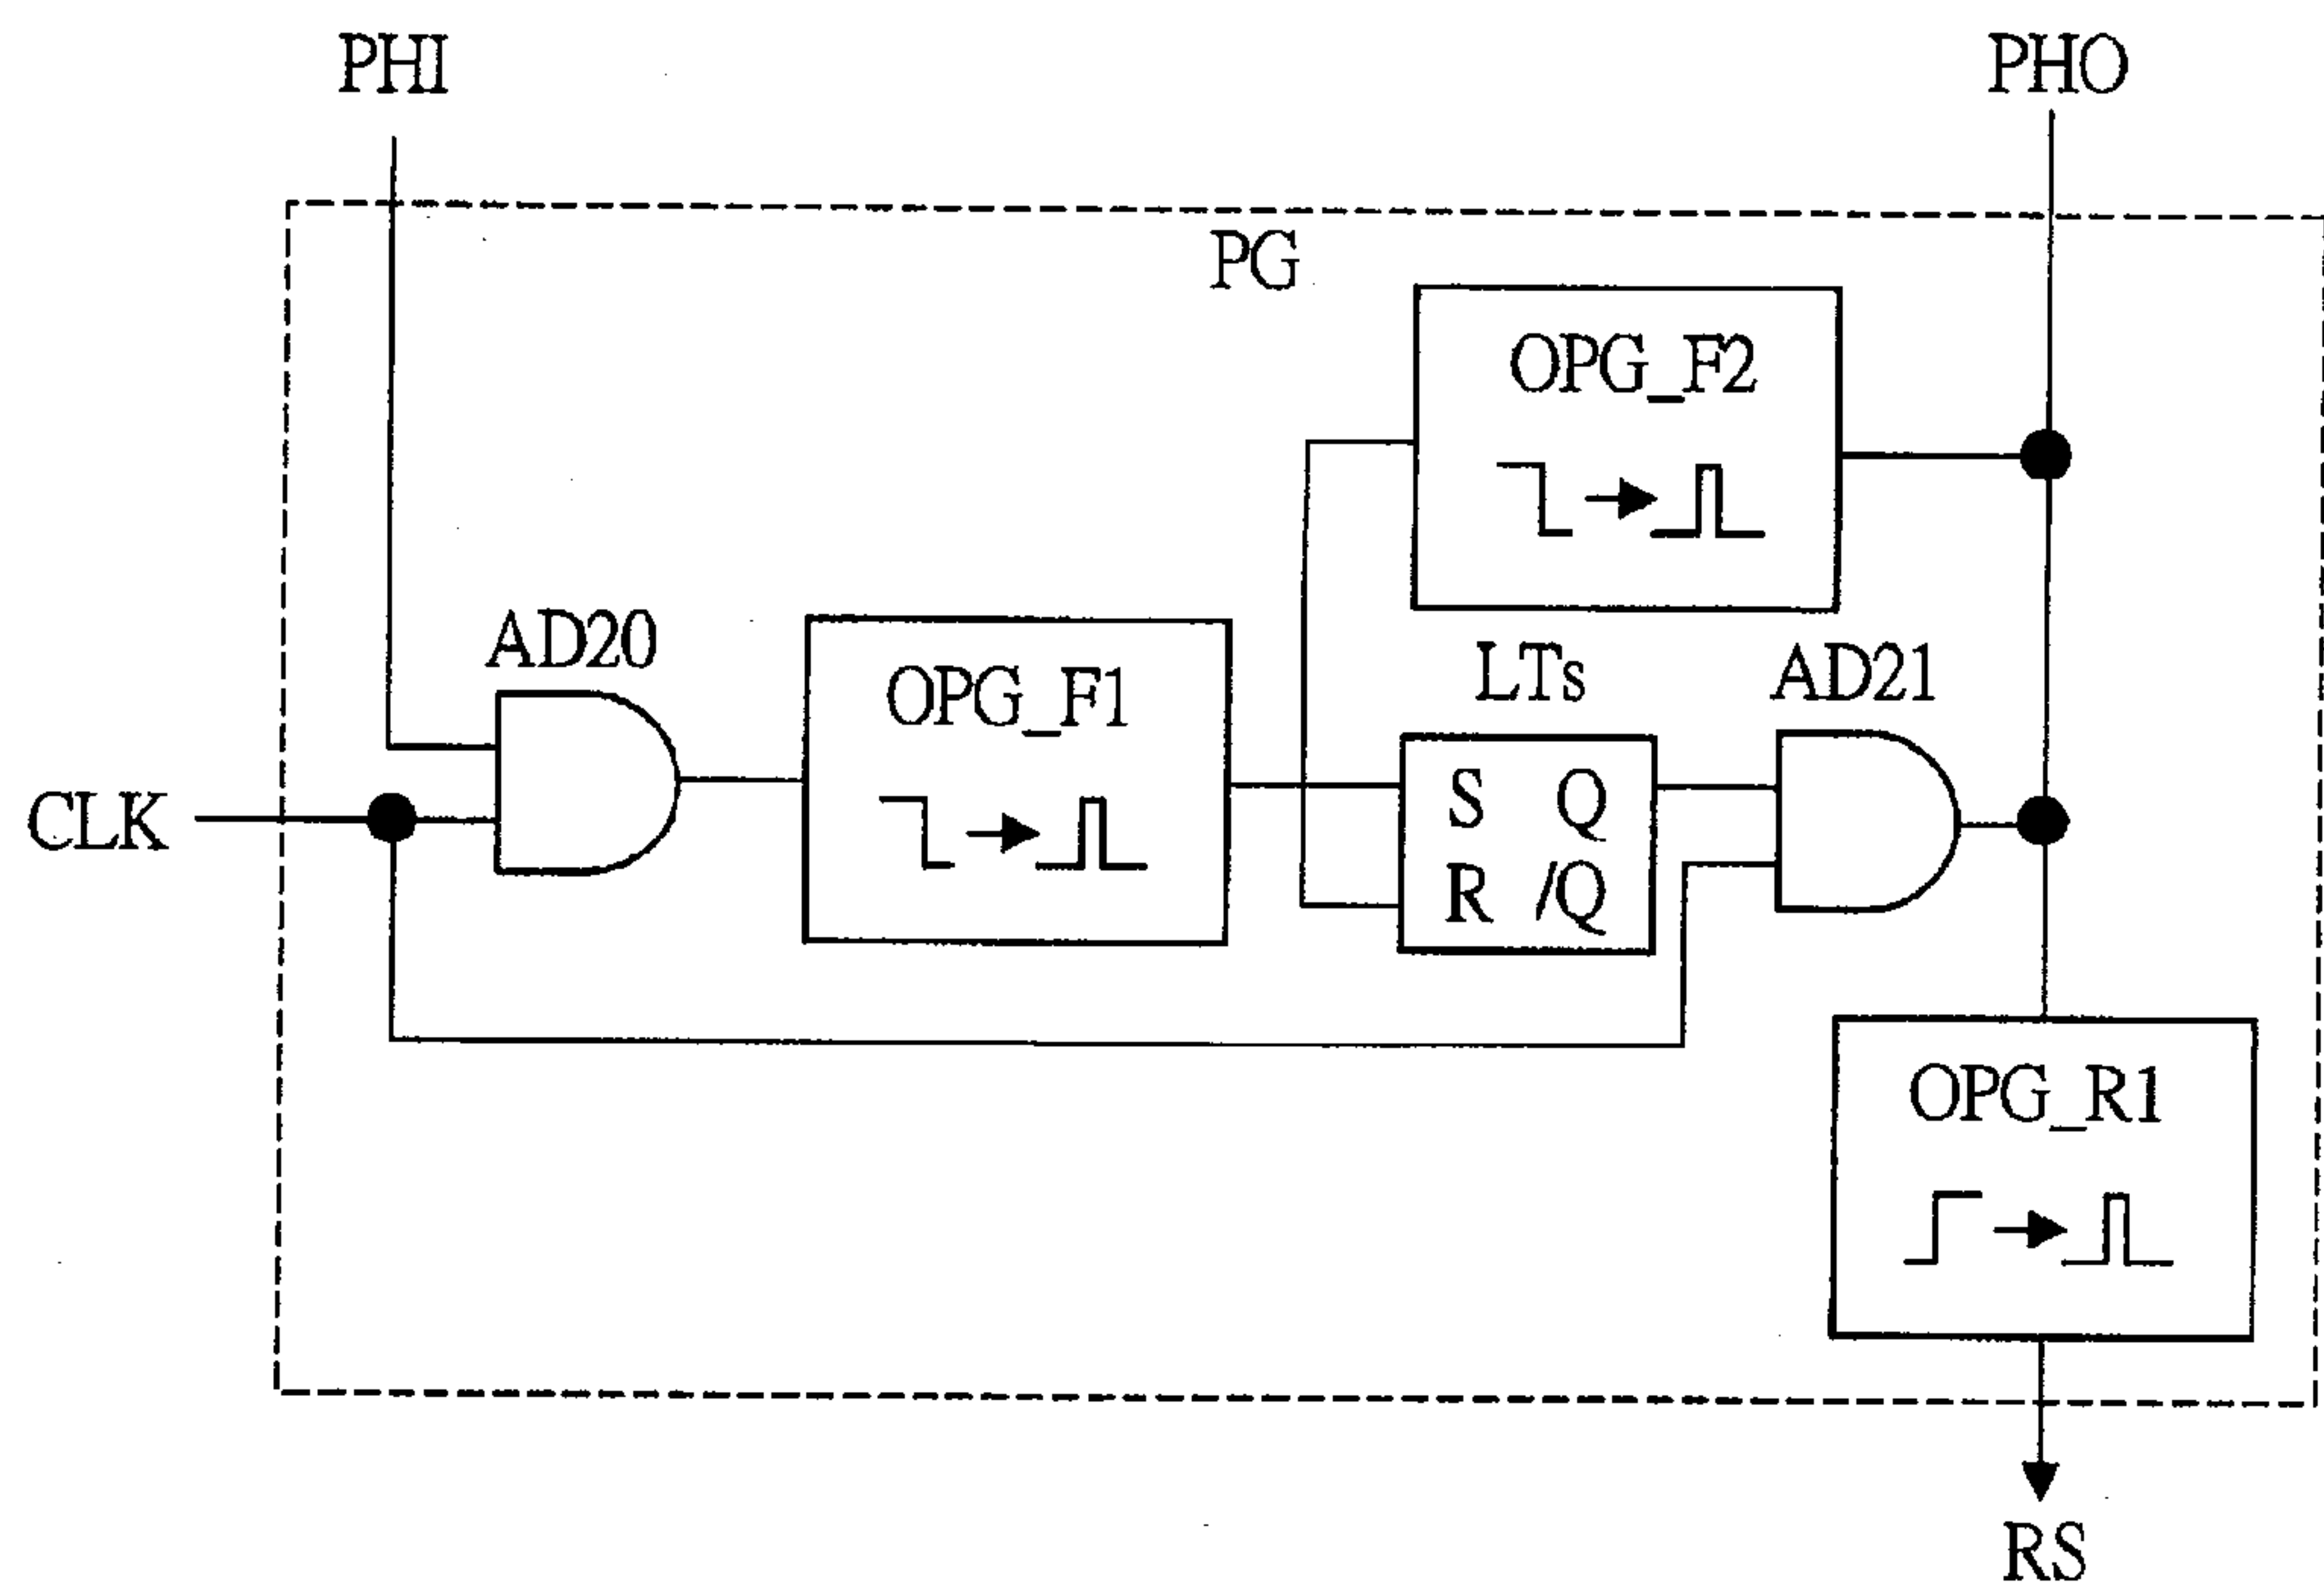 PHI
PHO
PG
OPG_F2
AD20
OPG_F1
LTs
AD21
CLK
S Q
R /Q
OPG_R1
RS